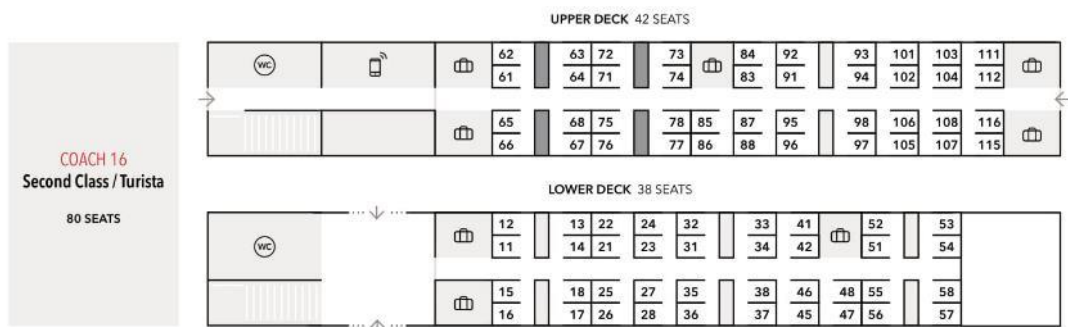 UPPER DECK 42 SEATS
WC 62 63 72 73 84 92 93 101 103 111
61 64 71 74 83 91 94 102 104 112
65 68 75 78 85 87 95 98 106 108 116
66 67 76 77 86 88 96 97 105 107 115
COACH 16
Second Class / Turista
80 SEATS
LOWER DECK 38 SEATS
12 13 22 24 32 33 41 52 53
WC 11 14 21 23 31 34 42 51 54
15 18 25 27 35 38 46 48 55 58
16 17 26 28 36 37 45 47 56 57